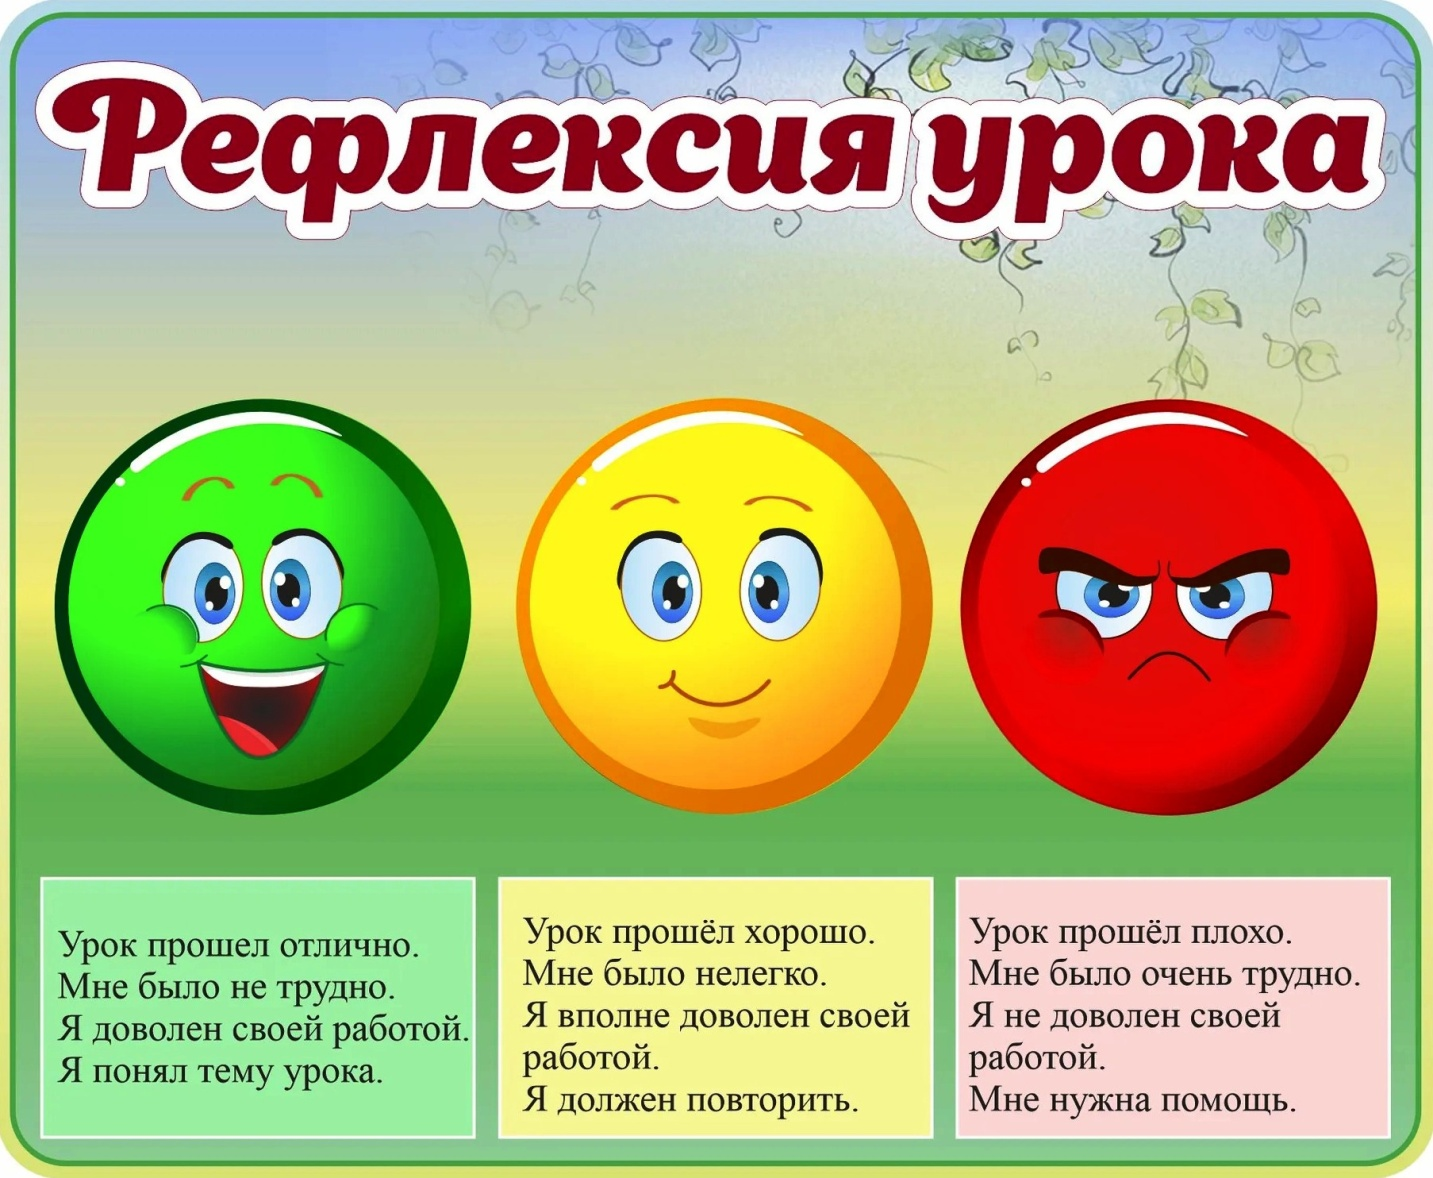 Рефлексия урока
Урок прошел отлично.
Мне было не трудно.
Я доволен своей работой.
Я понял тему урока.
Урок прошёл хорошо.
Мне было нелегко.
Я вполне доволен своей
работой.
Я должен повторить.
Урок прошёл плохо.
Мне было очень трудно.
Я не доволен своей
работой.
Мне нужна помощь.